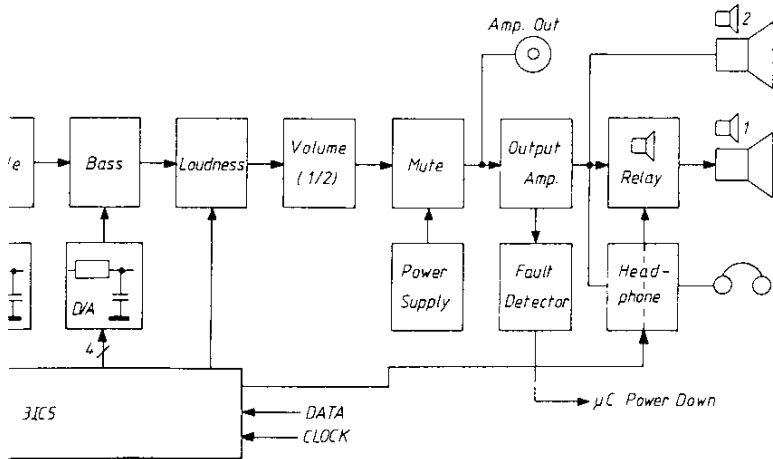 2
Amp. Out
1
Bass
Loudness
Volume
(1/2)
Mute
Output
Amp.
Relay
D/A
Power
Supply
Fault
Detector
Head-
phone
4
3IC5
DATA
CLOCK
µC Power Down